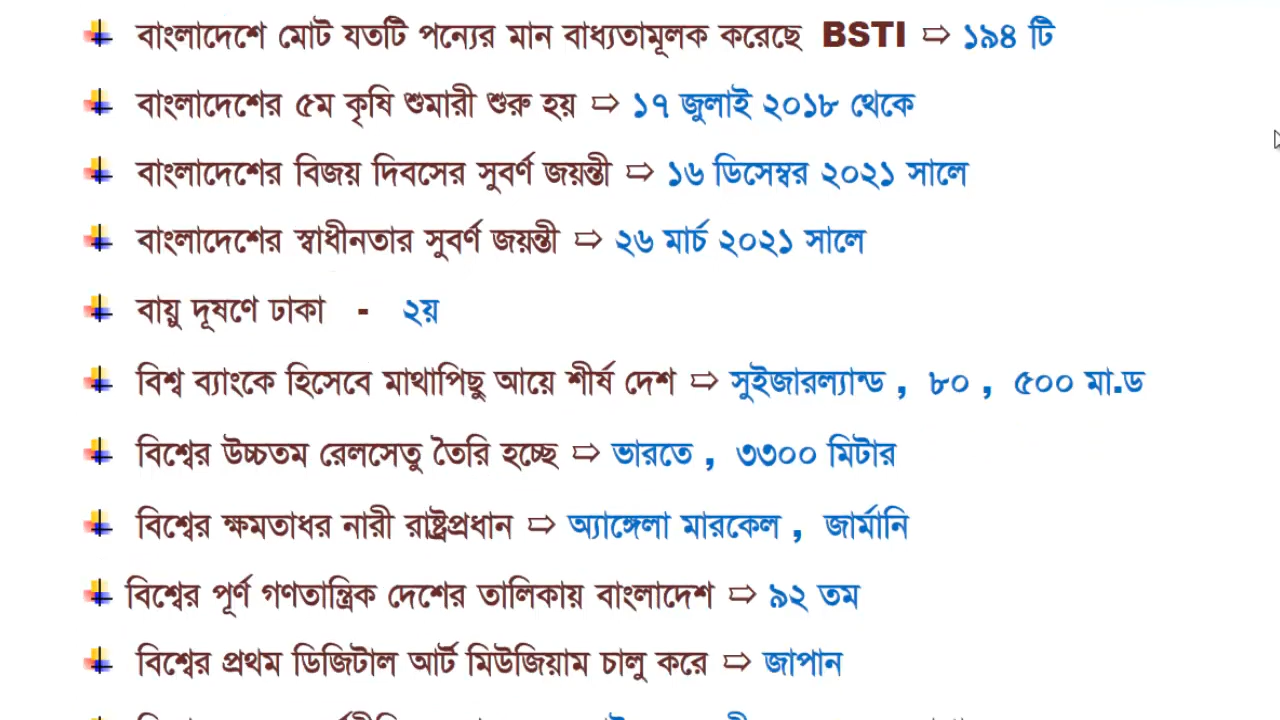 বাংলাদেশে মোট যতটি পন্যের মান বাধ্যতামূলক করেছে BSTI ⇨ ১৯৪ টি
বাংলাদেশের ৫ম কৃষি শুমারী শুরু হয় ⇨ ১৭ জুলাই ২০১৮ থেকে
বাংলাদেশের বিজয় দিবসের সুবর্ণ জয়ন্তী ⇨ ১৬ ডিসেম্বর ২০২১ সালে
বাংলাদেশের স্বাধীনতার সুবর্ণ জয়ন্তী ⇨ ২৬ মার্চ ২০২১ সালে
বায়ু দূষণে ঢাকা - ২য়
বিশ্ব ব্যাংকে হিসেবে মাথাপিছু আয়ে শীর্ষ দেশ ⇨ সুইজারল্যান্ড , ৮০ , ৫০০ মা.ড
বিশ্বের উচ্চতম রেলসেতু তৈরি হচ্ছে ⇨ ভারতে , ৩৩০০ মিটার
বিশ্বের ক্ষমতাধর নারী রাষ্ট্রপ্রধান ⇨ অ্যাঙ্গেলা মারকেল , জার্মানি
বিশ্বের পূর্ণ গণতান্ত্রিক দেশের তালিকায় বাংলাদেশ ⇨ ৯২ তম
বিশ্বের প্রথম ডিজিটাল আর্ট মিউজিয়াম চালু করে ⇨ জাপান